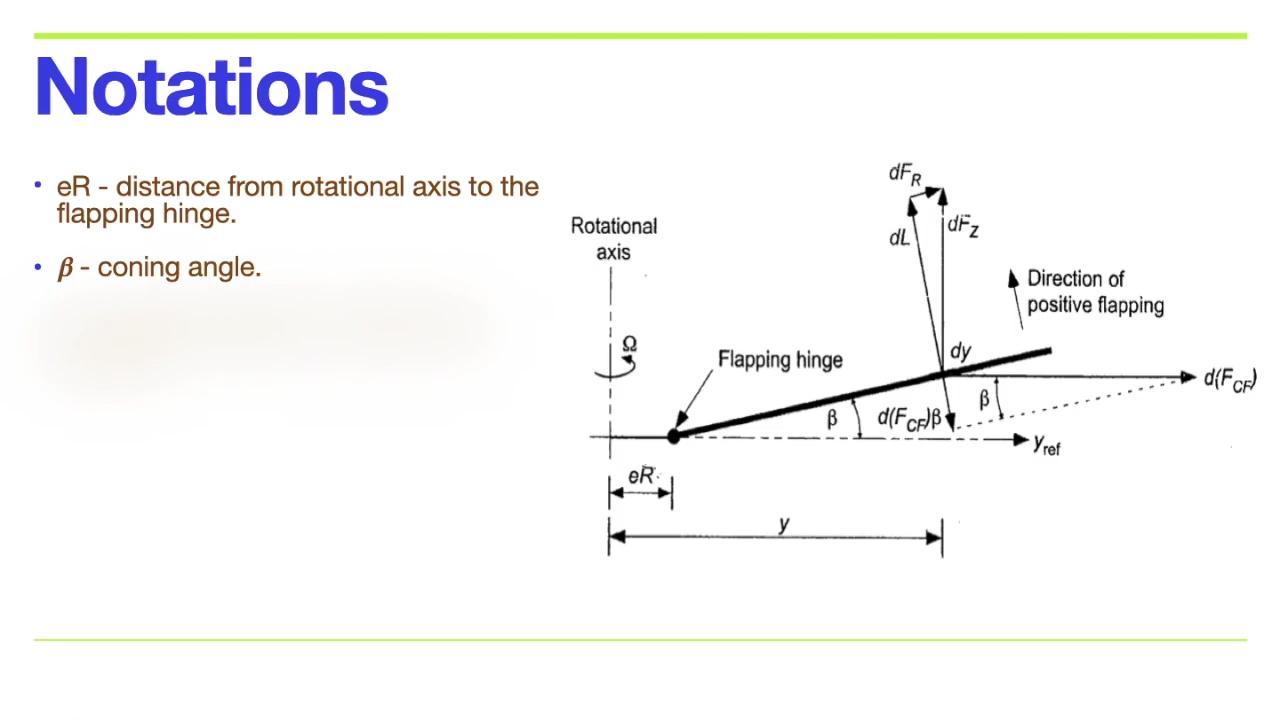 Notations
• eR - distance from rotational axis to the
flapping hinge.
• β - coning angle.
Rotational
axis
Ω
Flapping hinge
dF_R
dL
dF_Z
Direction of
positive flapping
dy
d(F_CF)
β
d(F_CF)β
β
y_ref
eR
y